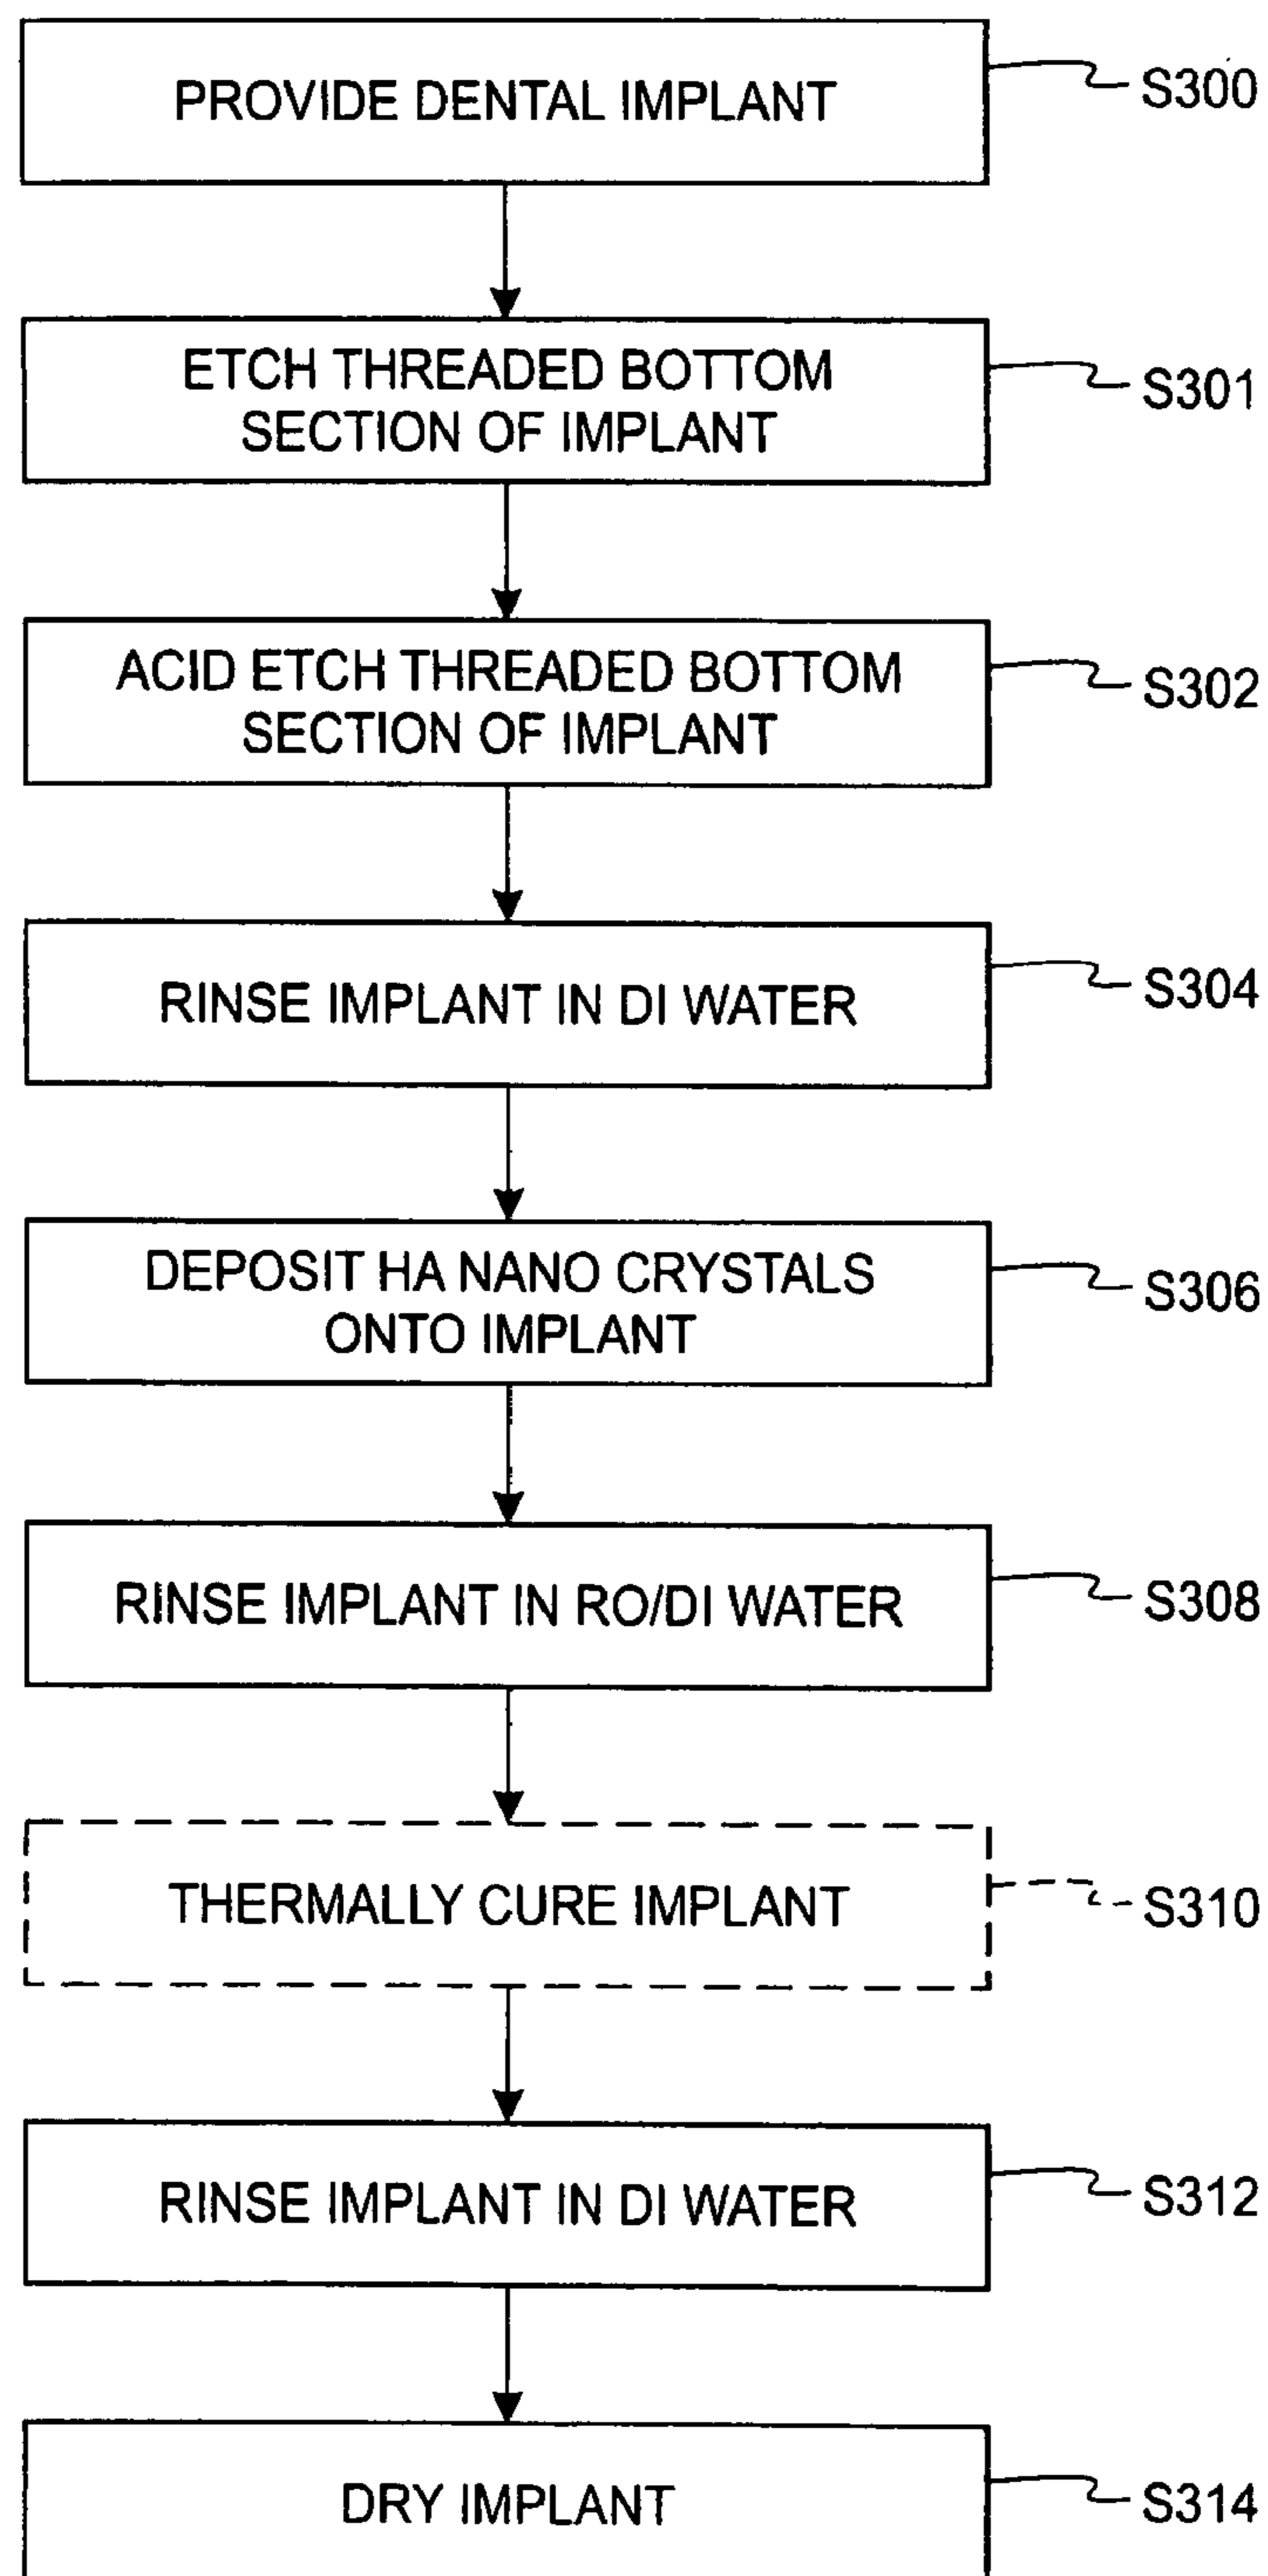 PROVIDE DENTAL IMPLANT
S300
ETCH THREADED BOTTOM
SECTION OF IMPLANT
S301
ACID ETCH THREADED BOTTOM
SECTION OF IMPLANT
S302
RINSE IMPLANT IN DI WATER
S304
DEPOSIT HA NANO CRYSTALS
ONTO IMPLANT
S306
RINSE IMPLANT IN RO/DI WATER
S308
THERMALLY CURE IMPLANT
S310
RINSE IMPLANT IN DI WATER
S312
DRY IMPLANT
S314